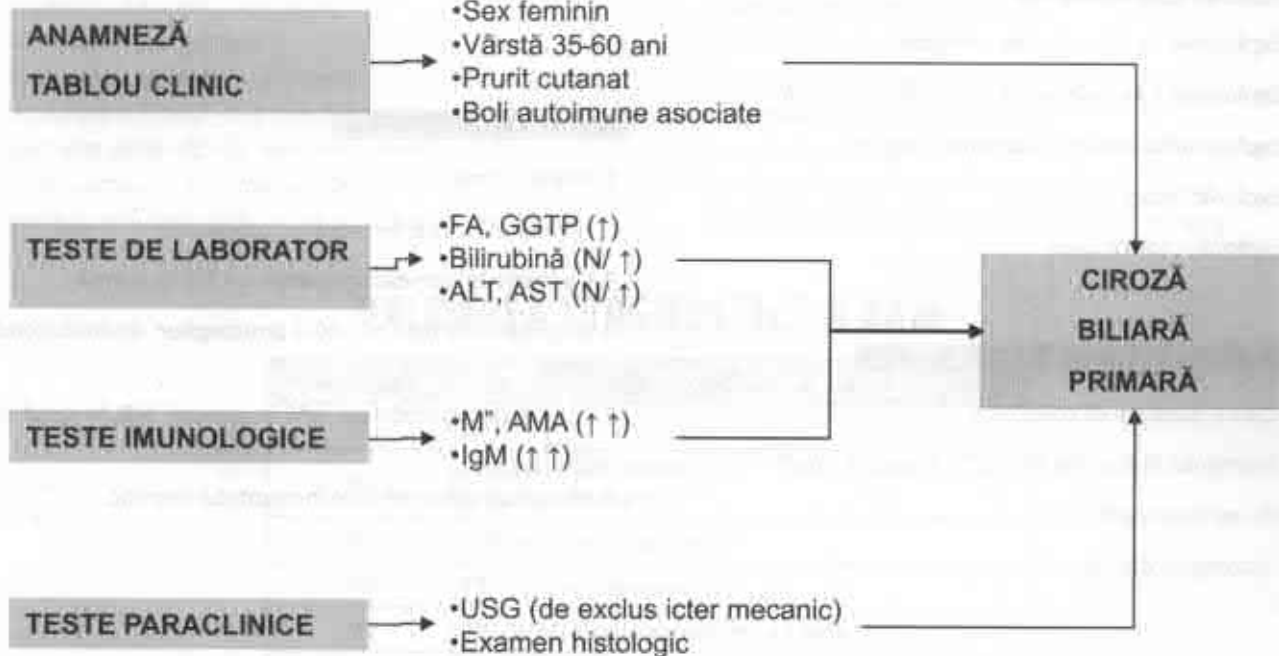 •Sex feminin
ANAMNEZĂ
TABLOU CLINIC
•Vârstă 35-60 ani
•Prurit cutanat
•Boli autoimune asociate
TESTE DE LABORATOR
•FA, GGTP (↑)
•Bilirubină (N/ ↑)
•ALT, AST (N/ ↑)
CIROZĂ
BILIARĂ
PRIMARĂ
TESTE IMUNOLOGICE
•M", AMA (↑ ↑)
•IgM (↑ ↑)
TESTE PARACLINICE
•USG (de exclus icter mecanic)
•Examen histologic